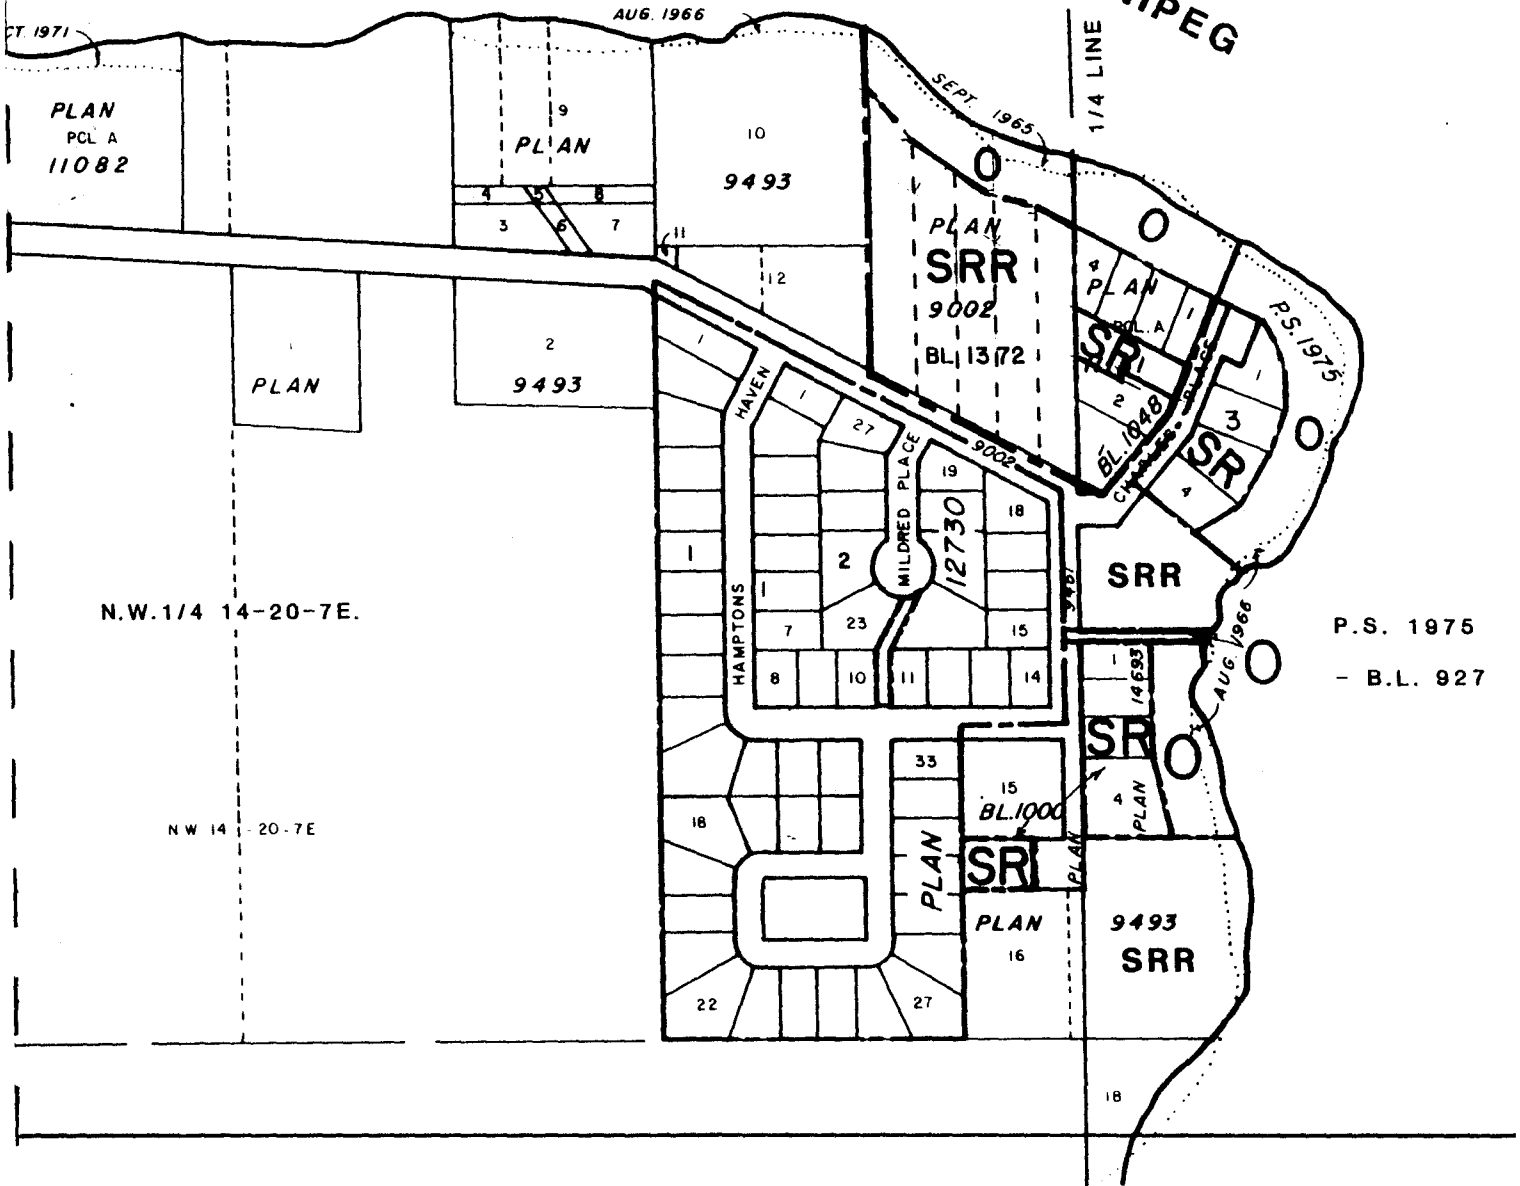 CT. 1971
AUG. 1966
IPEG
1/4 LINE
SEPT. 1965
PLAN
PCL A
11082
9
PLAN
10
9493
4
5
8
3
6
7
11
12
O
O
PLAN
SRR
9002
BL. 1372
4
PLAN
1
PCL. A
SR
1
2
BL. 1048
CHARLES PLACE
P.S. 1975
1
3
SR
4
O
1
PLAN
2
9493
1
HAVEN
1
27
MILDRED PLACE
9002
19
18
12730
1
2
HAMPTONS
1
7
23
15
8
10
11
14
9467
SRR
N.W. 1/4 14-20-7E.
AUG. 1966
O
P.S. 1975
- B.L. 927
1
14693
SR
O
4
PLAN
33
15
BL. 1000
18
N W 14 - 20 - 7 E
PLAN
SR
PLAN
PLAN
9493
16
SRR
22
27
18